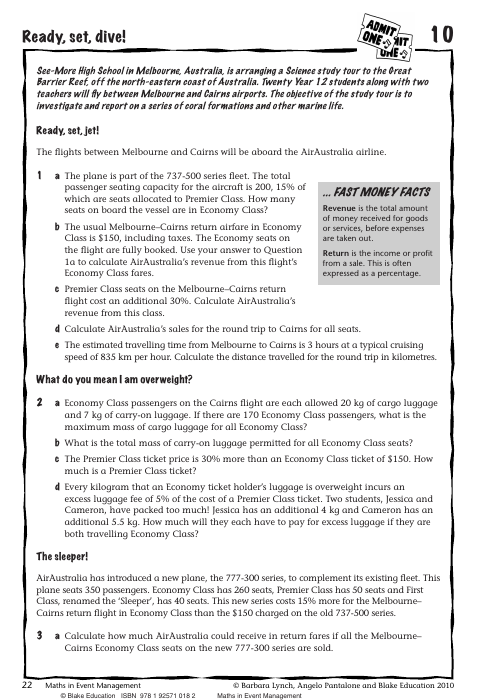 Ready, set, dive!
ADMIT
ONE
ONE
10
See-More High School in Melbourne, Australia, is arranging a Science study tour to the Great
Barrier Reef, off the north-eastern coast of Australia. Twenty Year 12 students along with two
teachers will fly between Melbourne and Cairns airports. The objective of the study tour is to
investigate and report on a series of coral formations and other marine life.
Ready, set, jet!
The flights between Melbourne and Cairns will be aboard the AirAustralia airline.
1 a The plane is part of the 737-500 series fleet. The total
passenger seating capacity for the aircraft is 200, 15% of
which are seats allocated to Premier Class. How many
seats on board the vessel are in Economy Class?
b The usual Melbourne–Cairns return airfare in Economy
Class is $150, including taxes. The Economy seats on
the flight are fully booked. Use your answer to Question
1a to calculate AirAustralia's revenue from this flight's
Economy Class fares.
c Premier Class seats on the Melbourne–Cairns return
flight cost an additional 30%. Calculate AirAustralia's
revenue from this class.
... FAST MONEY FACTS
Revenue is the total amount
of money received for goods
or services, before expenses
are taken out.
Return is the income or profit
from a sale. This is often
expressed as a percentage.
d Calculate AirAustralia's sales for the round trip to Cairns for all seats.
e The estimated travelling time from Melbourne to Cairns is 3 hours at a typical cruising
speed of 835 km per hour. Calculate the distance travelled for the round trip in kilometres.
What do you mean I am overweight?
2 a Economy Class passengers on the Cairns flight are each allowed 20 kg of cargo luggage
and 7 kg of carry-on luggage. If there are 170 Economy Class passengers, what is the
maximum mass of cargo luggage for all Economy Class?
b What is the total mass of carry-on luggage permitted for all Economy Class seats?
c The Premier Class ticket price is 30% more than an Economy Class ticket of $150. How
much is a Premier Class ticket?
d Every kilogram that an Economy ticket holder's luggage is overweight incurs an
excess luggage fee of 5% of the cost of a Premier Class ticket. Two students, Jessica and
Cameron, have packed too much! Jessica has an additional 4 kg and Cameron has an
additional 5.5 kg. How much will they each have to pay for excess luggage if they are
both travelling Economy Class?
The sleeper!
AirAustralia has introduced a new plane, the 777-300 series, to complement its existing fleet. This
plane seats 350 passengers. Economy Class has 260 seats, Premier Class has 50 seats and First
Class, renamed the 'Sleeper', has 40 seats. This new series costs 15% more for the Melbourne–
Cairns return flight in Economy Class than the $150 charged on the old 737-500 series.
3 a Calculate how much AirAustralia could receive in return fares if all the Melbourne–
Cairns Economy Class seats on the new 777-300 series are sold.
22 Maths in Event Management © Barbara Lynch, Angelo Pantalone and Blake Education 2010
© Blake Education ISBN 978 1 92571 018 2 Maths in Event Management